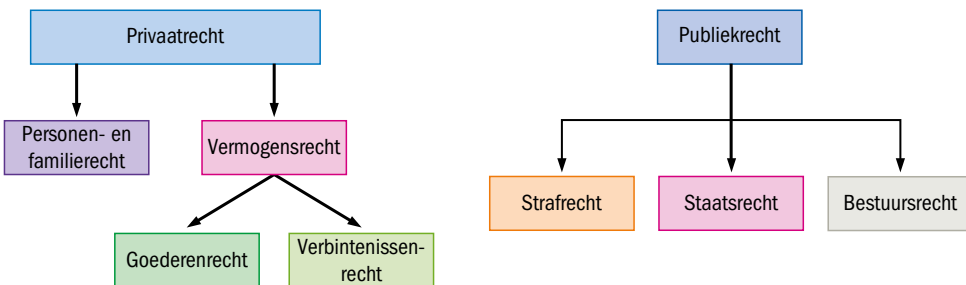 Privaatrecht
Publiekrecht
Personen- en
familierecht
Vermogensrecht
Strafrecht
Staatsrecht
Bestuursrecht
Goederenrecht
Verbintenissen-
recht